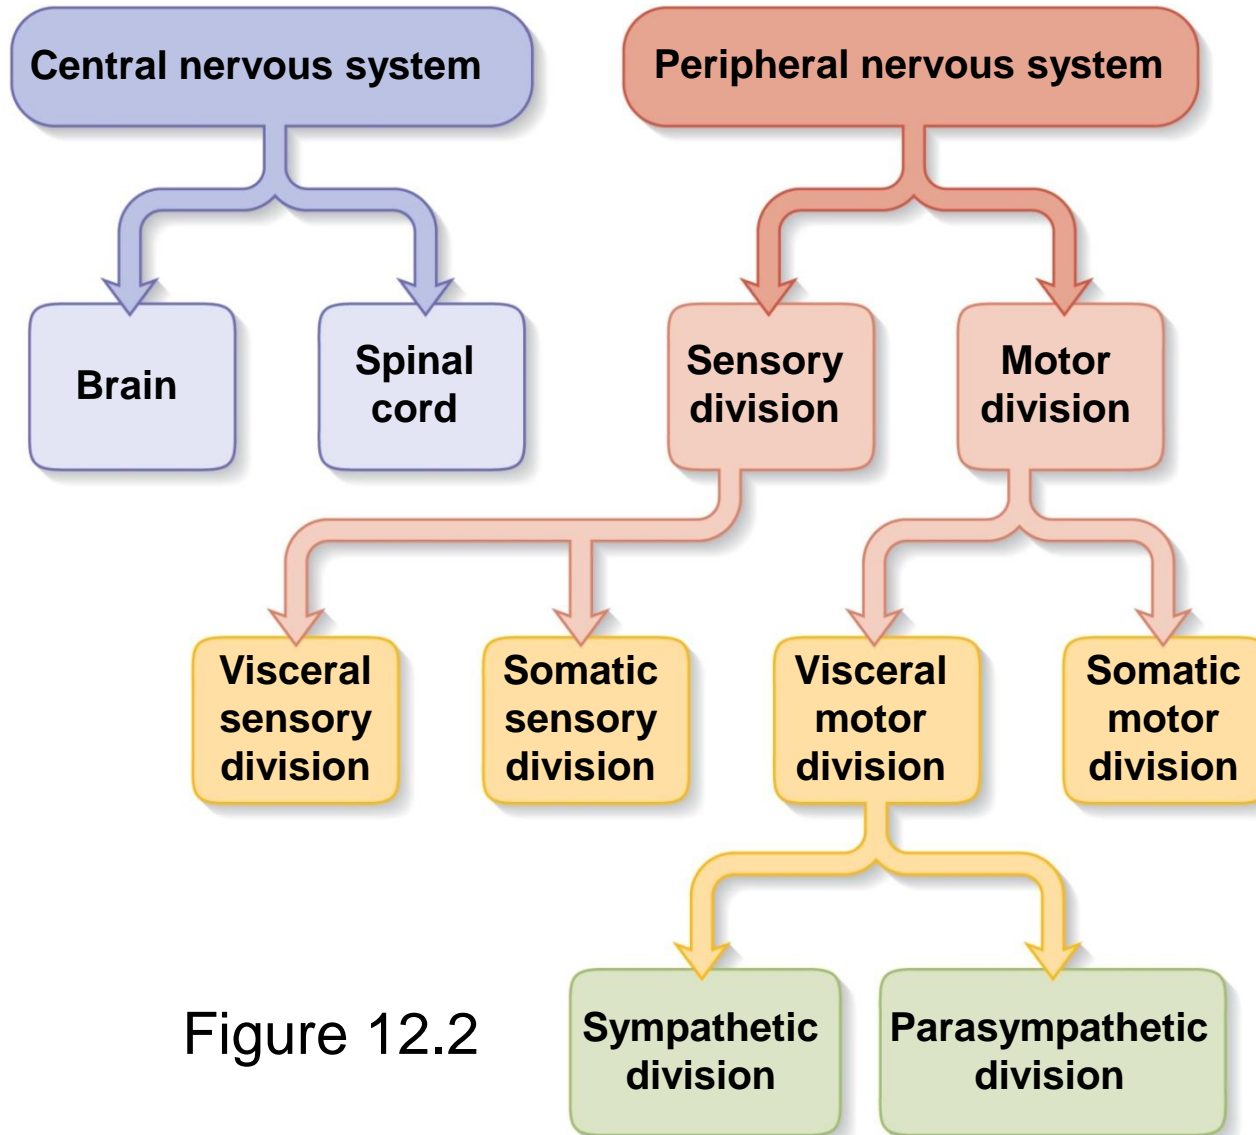 Central nervous system
Peripheral nervous system
Brain
Spinal
cord
Sensory
division
Motor
division
Visceral
sensory
division
Somatic
sensory
division
Visceral
motor
division
Somatic
motor
division
Sympathetic
division
Parasympathetic
division
Figure 12.2